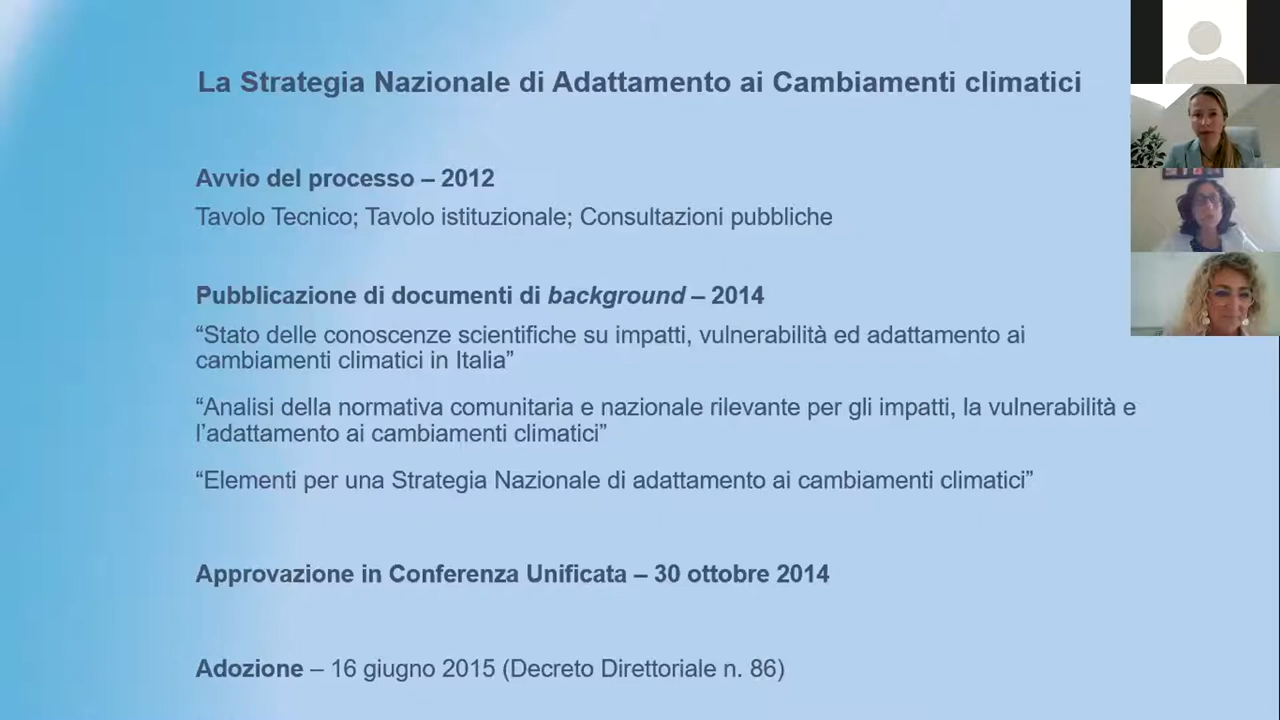 La Strategia Nazionale di Adattamento ai Cambiamenti climatici
Avvio del processo – 2012
Tavolo Tecnico; Tavolo istituzionale; Consultazioni pubbliche
Pubblicazione di documenti di background – 2014
“Stato delle conoscenze scientifiche su impatti, vulnerabilità ed adattamento ai
cambiamenti climatici in Italia”
“Analisi della normativa comunitaria e nazionale rilevante per gli impatti, la vulnerabilità e
l’adattamento ai cambiamenti climatici”
“Elementi per una Strategia Nazionale di adattamento ai cambiamenti climatici”
Approvazione in Conferenza Unificata – 30 ottobre 2014
Adozione – 16 giugno 2015 (Decreto Direttoriale n. 86)